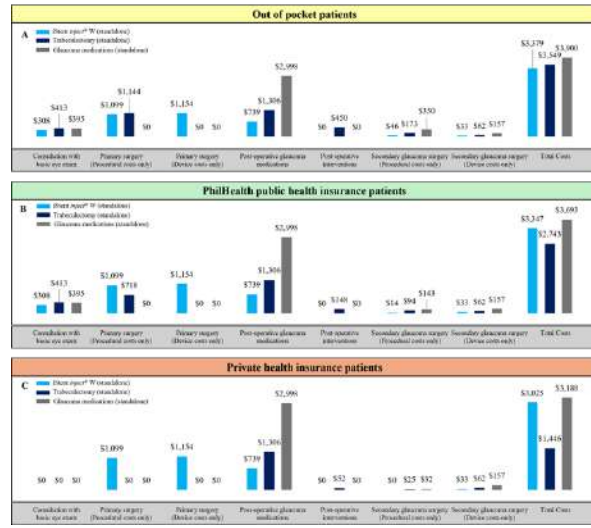 Out of pocket patients
A
iStent inject® W (standalone)
Trabeculectomy (standalone)
Glaucoma medications (standalone)
$308 $413 $395
$1,099 $1,144 $0
$1,154 $0 $0
$739 $1,306 $2,998
$0 $450 $0
$46 $173 $350
$33 $62 $157
$3,379 $3,549 $3,900
Consultation with basic eye exam
Primary surgery (Procedural costs only)
Primary surgery (Device costs only)
Post-operative glaucoma medications
Post-operative interventions
Secondary glaucoma surgery (Procedural costs only)
Secondary glaucoma surgery (Device costs only)
Total Costs
PhilHealth public health insurance patients
B
iStent inject® W (standalone)
Trabeculectomy (standalone)
Glaucoma medications (standalone)
$308 $413 $395
$1,099 $718 $0
$1,154 $0 $0
$739 $1,306 $2,998
$0 $148 $0
$14 $94 $143
$33 $62 $157
$3,347 $2,743 $3,693
Consultation with basic eye exam
Primary surgery (Procedural costs only)
Primary surgery (Device costs only)
Post-operative glaucoma medications
Post-operative interventions
Secondary glaucoma surgery (Procedural costs only)
Secondary glaucoma surgery (Device costs only)
Total Costs
Private health insurance patients
C
iStent inject® W (standalone)
Trabeculectomy (standalone)
Glaucoma medications (standalone)
$0 $0 $0
$1,099 $0 $0
$1,154 $0 $0
$739 $1,306 $2,998
$0 $52 $0
$0 $25 $32
$33 $62 $157
$3,025 $1,446
Consultation with basic eye exam
Primary surgery (Procedural costs only)
Primary surgery (Device costs only)
Post-operative glaucoma medications
Post-operative interventions
Secondary glaucoma surgery (Procedural costs only)
Secondary glaucoma surgery (Device costs only)
Total Costs